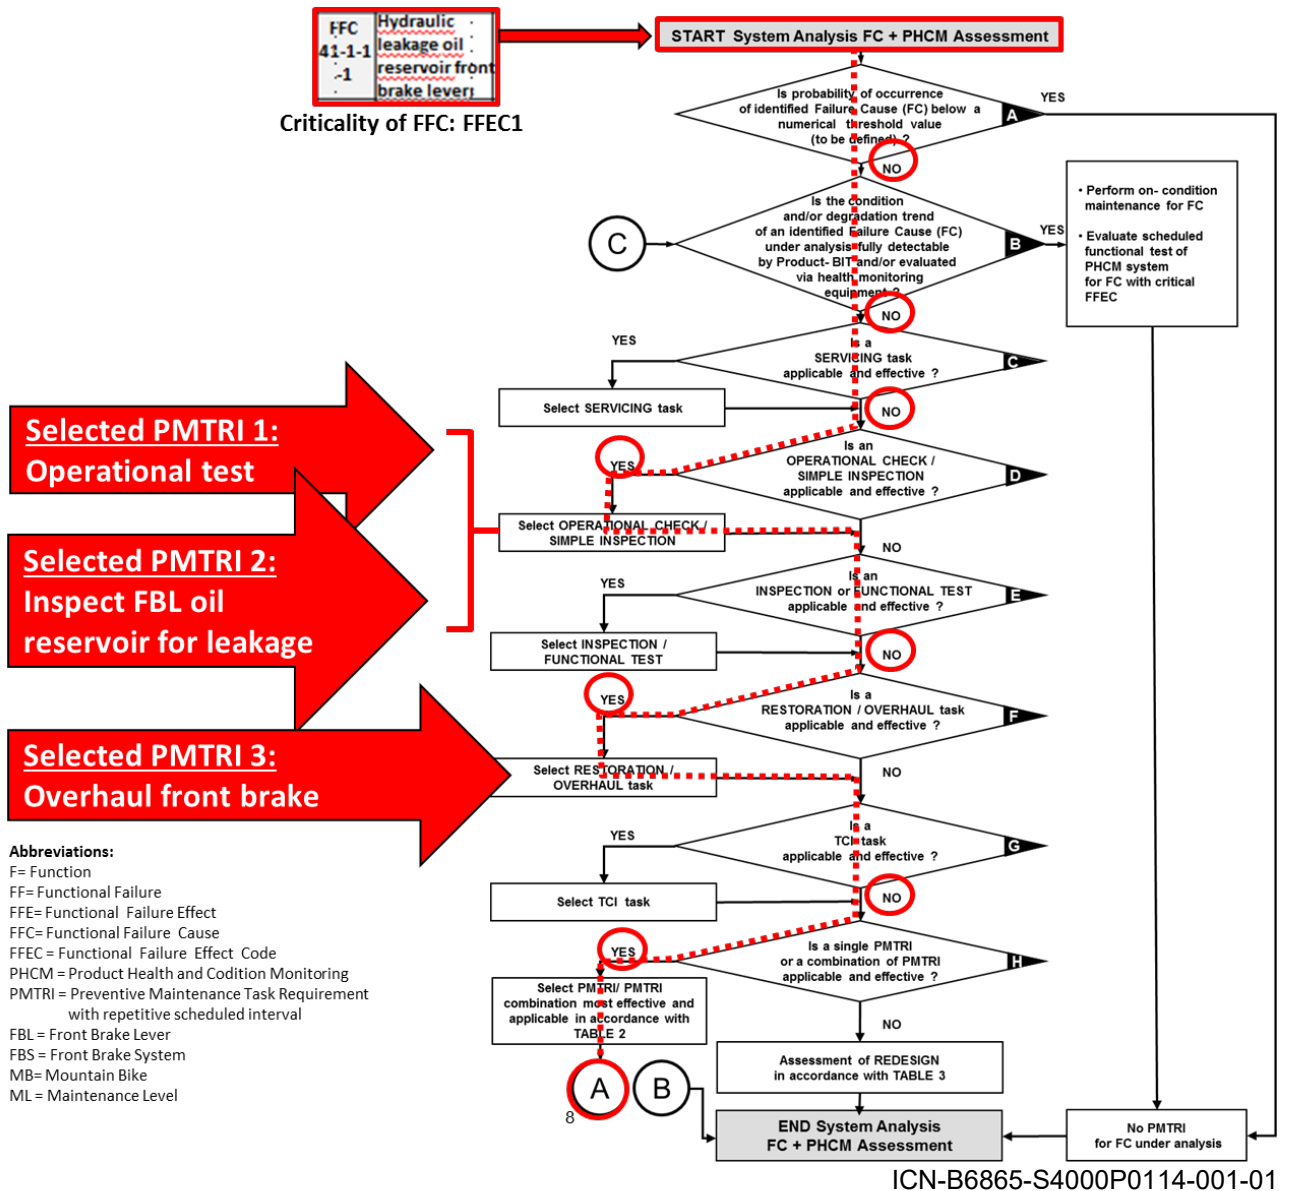 FFC
41-1-1
-1
Hydraulic
leakage oil
reservoir front
brake lever
Criticality of FFC: FFEC1
START System Analysis FC + PHCM Assessment
Is probability of occurrence
of identified Failure Cause (FC) below a
numerical threshold value
(to be defined) ?
A
YES
NO
Is the condition
and/or degradation trend
of an identified Failure Cause (FC)
under analysis fully detectable
by Product- BIT and/or evaluated
via health monitoring
equipment ?
B
YES
• Perform on- condition
maintenance for FC
• Evaluate scheduled
functional test of
PHCM system
for FC with critical
FFEC
C
NO
Is a
SERVICING task
applicable and effective ?
C
YES
Select SERVICING task
NO
Is an
OPERATIONAL CHECK /
SIMPLE INSPECTION
applicable and effective ?
D
YES
Select OPERATIONAL CHECK /
SIMPLE INSPECTION
NO
Is an
INSPECTION or FUNCTIONAL TEST
applicable and effective ?
E
YES
Select INSPECTION /
FUNCTIONAL TEST
NO
Is a
RESTORATION / OVERHAUL task
applicable and effective ?
F
YES
Select RESTORATION /
OVERHAUL task
NO
Is a
TCI task
applicable and effective ?
G
YES
Select TCI task
NO
Is a single PMTRI
or a combination of PMTRI
applicable and effective ?
H
YES
Select PMTRI/ PMTRI
combination most effective and
applicable in accordance with
TABLE 2
NO
Assessment of REDESIGN
in accordance with TABLE 3
A
8
B
END System Analysis
FC + PHCM Assessment
No PMTRI
for FC under analysis
Selected PMTRI 1:
Operational test
Selected PMTRI 2:
Inspect FBL oil
reservoir for leakage
Selected PMTRI 3:
Overhaul front brake
Abbreviations:
F= Function
FF= Functional Failure
FFE= Functional Failure Effect
FFC= Functional Failure Cause
FFEC = Functional Failure Effect Code
PHCM = Product Health and Codition Monitoring
PMTRI = Preventive Maintenance Task Requirement
with repetitive scheduled interval
FBL = Front Brake Lever
FBS = Front Brake System
MB= Mountain Bike
ML = Maintenance Level
ICN-B6865-S4000P0114-001-01